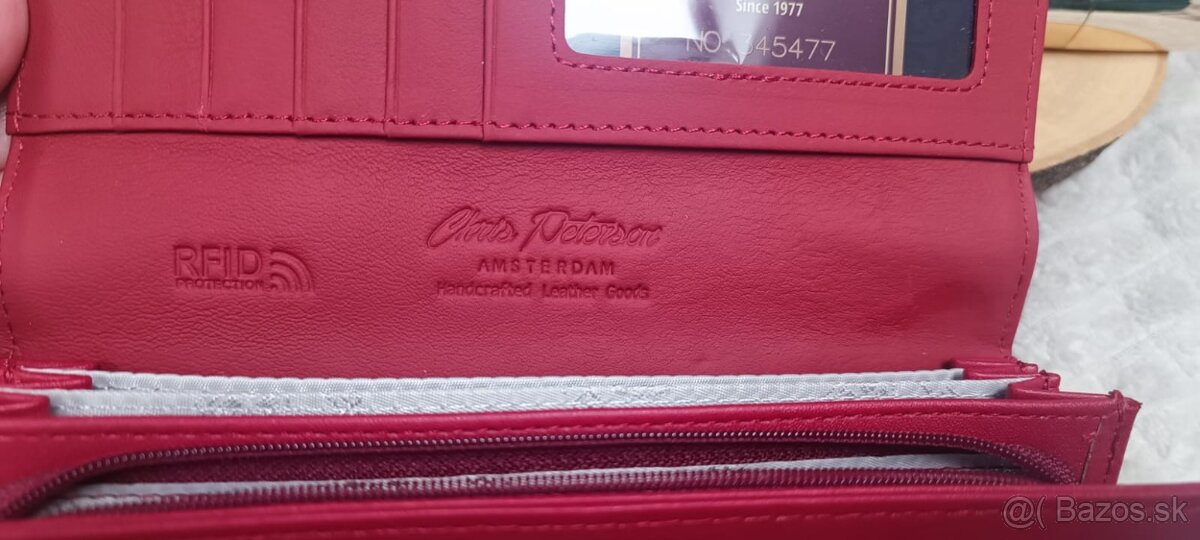 Since 1977
NO. 345477
Chris Peterson
AMSTERDAM
Handcrafted Leather Goods
RFID
PROTECTION
@( Bazos.sk